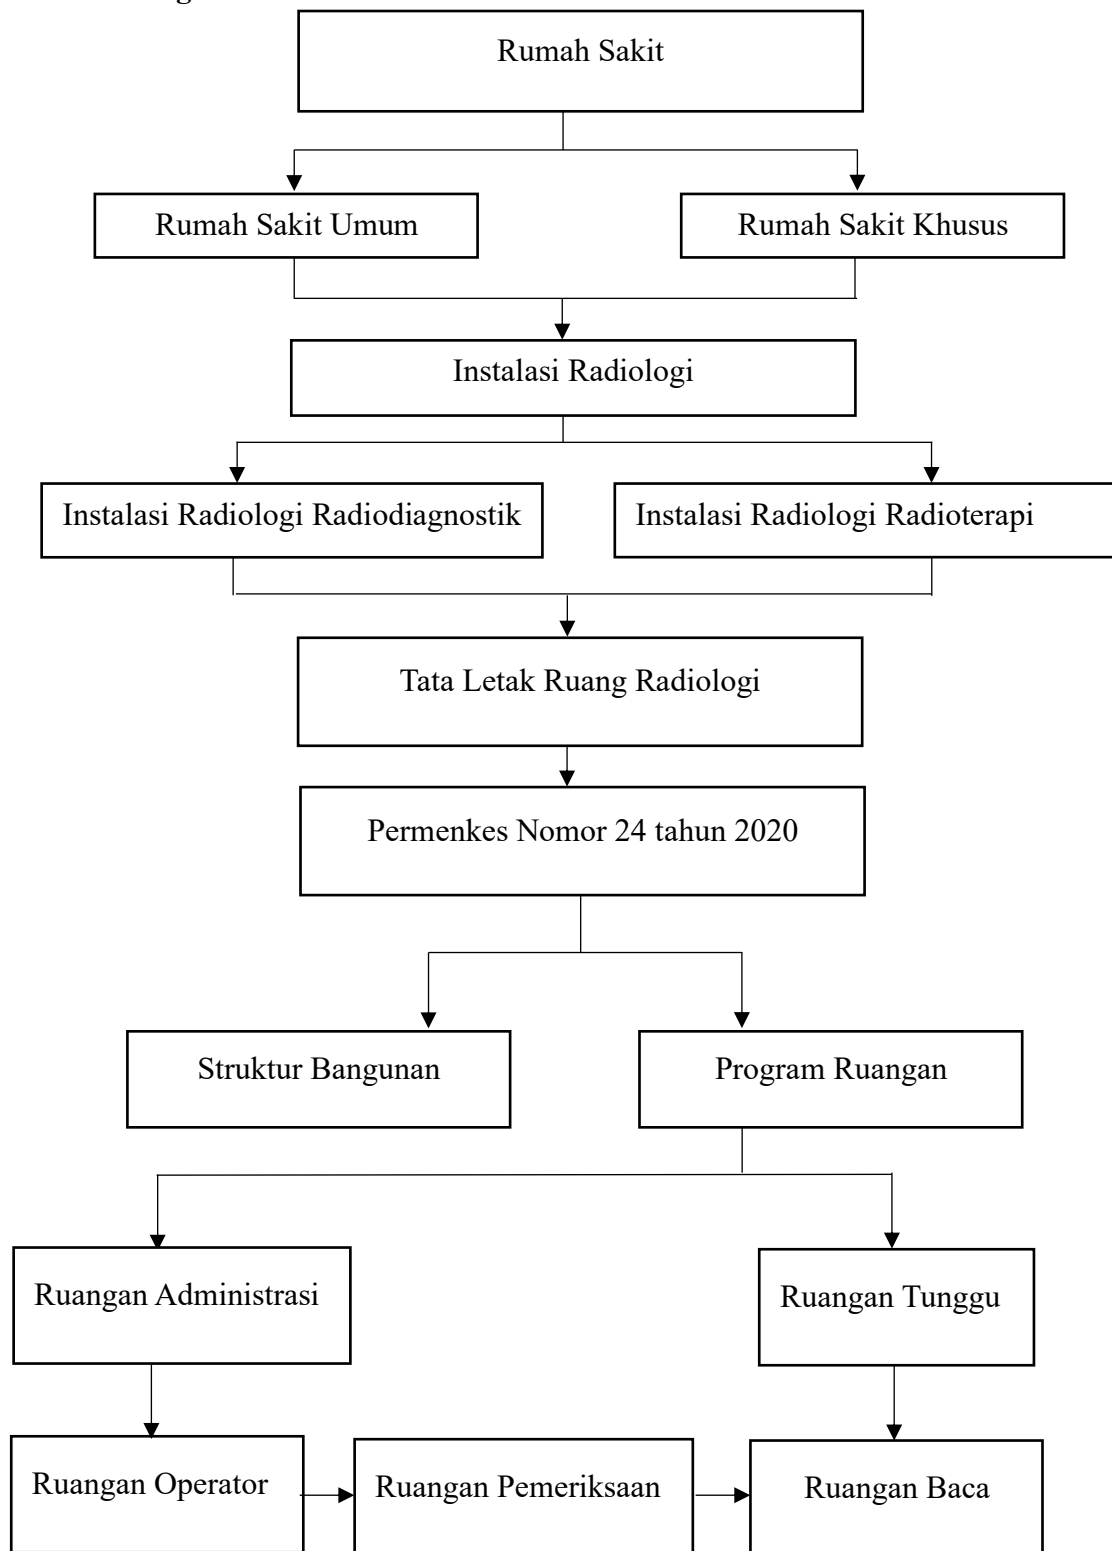 Rumah Sakit
Rumah Sakit Umum
Rumah Sakit Khusus
Instalasi Radiologi
Instalasi Radiologi Radiodiagnostik
Instalasi Radiologi Radioterapi
Tata Letak Ruang Radiologi
Permenkes Nomor 24 tahun 2020
Struktur Bangunan
Program Ruangan
Ruangan Administrasi
Ruangan Tunggu
Ruangan Operator
Ruangan Pemeriksaan
Ruangan Baca